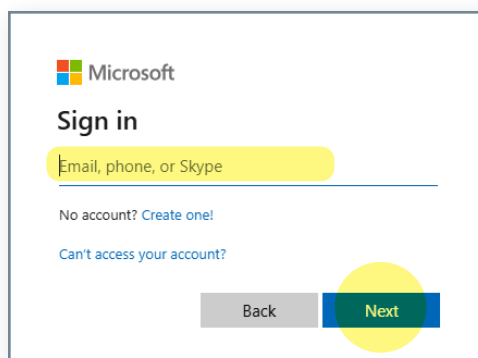 Microsoft
Sign in
Email, phone, or Skype
No account? Create one!
Can't access your account?
Back Next